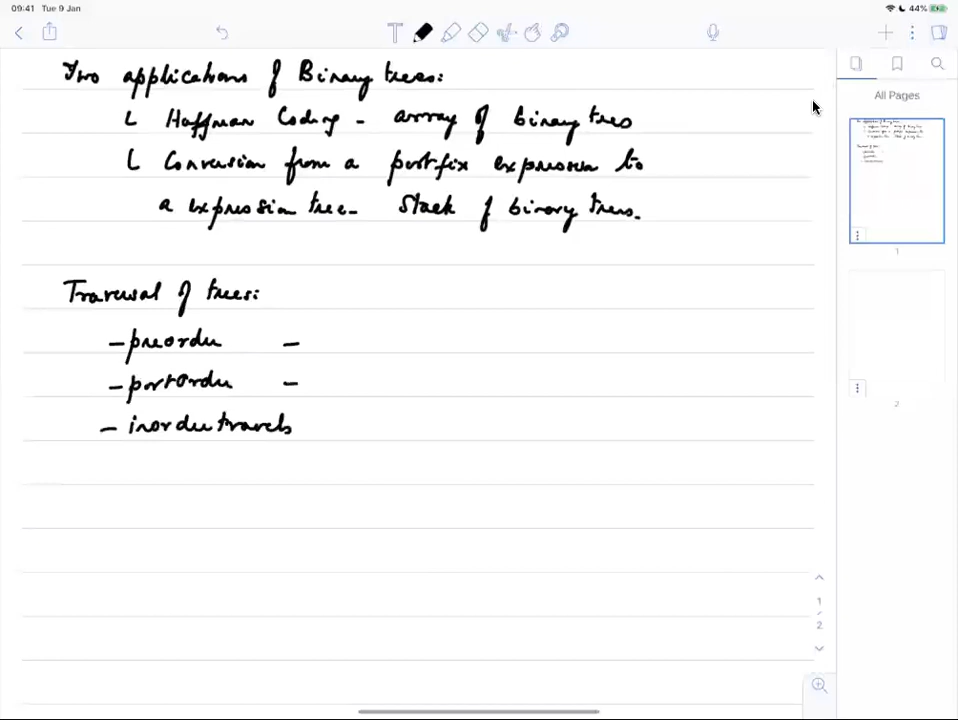 09:41 Tue 9 Jan
44%
Two applications of Binary trees:
Huffman Coding - array of binary trees
Conversion from a postfix expression to
a expression tree - Stack of binary trees.
Traversal of trees:
- preorder -
- postorder -
- inorder travels
All Pages
1
2
1
/
2